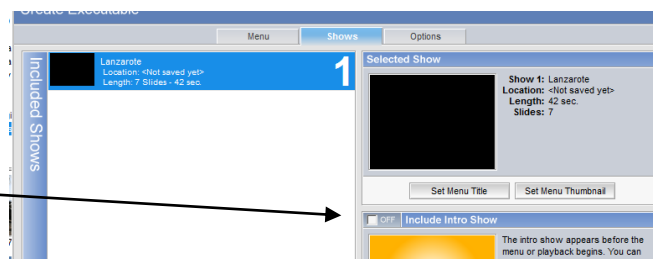 Create Executable
Menu
Shows
Options
Included Shows
Lanzarote
Location: <Not saved yet>
Length: 7 Slides - 42 sec.
1
Selected Show
Show 1: Lanzarote
Location: <Not saved yet>
Length: 42 sec.
Slides: 7
Set Menu Title
Set Menu Thumbnail
OFF
Include Intro Show
The intro show appears before the
menu or playback begins. You can